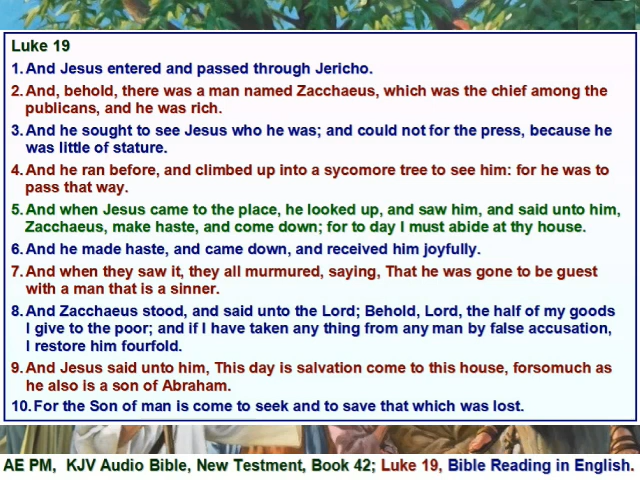 Luke 19
1. And Jesus entered and passed through Jericho.
2. And, behold, there was a man named Zacchaeus, which was the chief among the
publicans, and he was rich.
3. And he sought to see Jesus who he was; and could not for the press, because he
was little of stature.
4. And he ran before, and climbed up into a sycomore tree to see him: for he was to
pass that way.
5. And when Jesus came to the place, he looked up, and saw him, and said unto him,
Zacchaeus, make haste, and come down; for to day I must abide at thy house.
6. And he made haste, and came down, and received him joyfully.
7. And when they saw it, they all murmured, saying, That he was gone to be guest
with a man that is a sinner.
8. And Zacchaeus stood, and said unto the Lord; Behold, Lord, the half of my goods
I give to the poor; and if I have taken any thing from any man by false accusation,
I restore him fourfold.
9. And Jesus said unto him, This day is salvation come to this house, forsomuch as
he also is a son of Abraham.
10. For the Son of man is come to seek and to save that which was lost.
AE PM, KJV Audio Bible, New Testment, Book 42; Luke 19, Bible Reading in English.